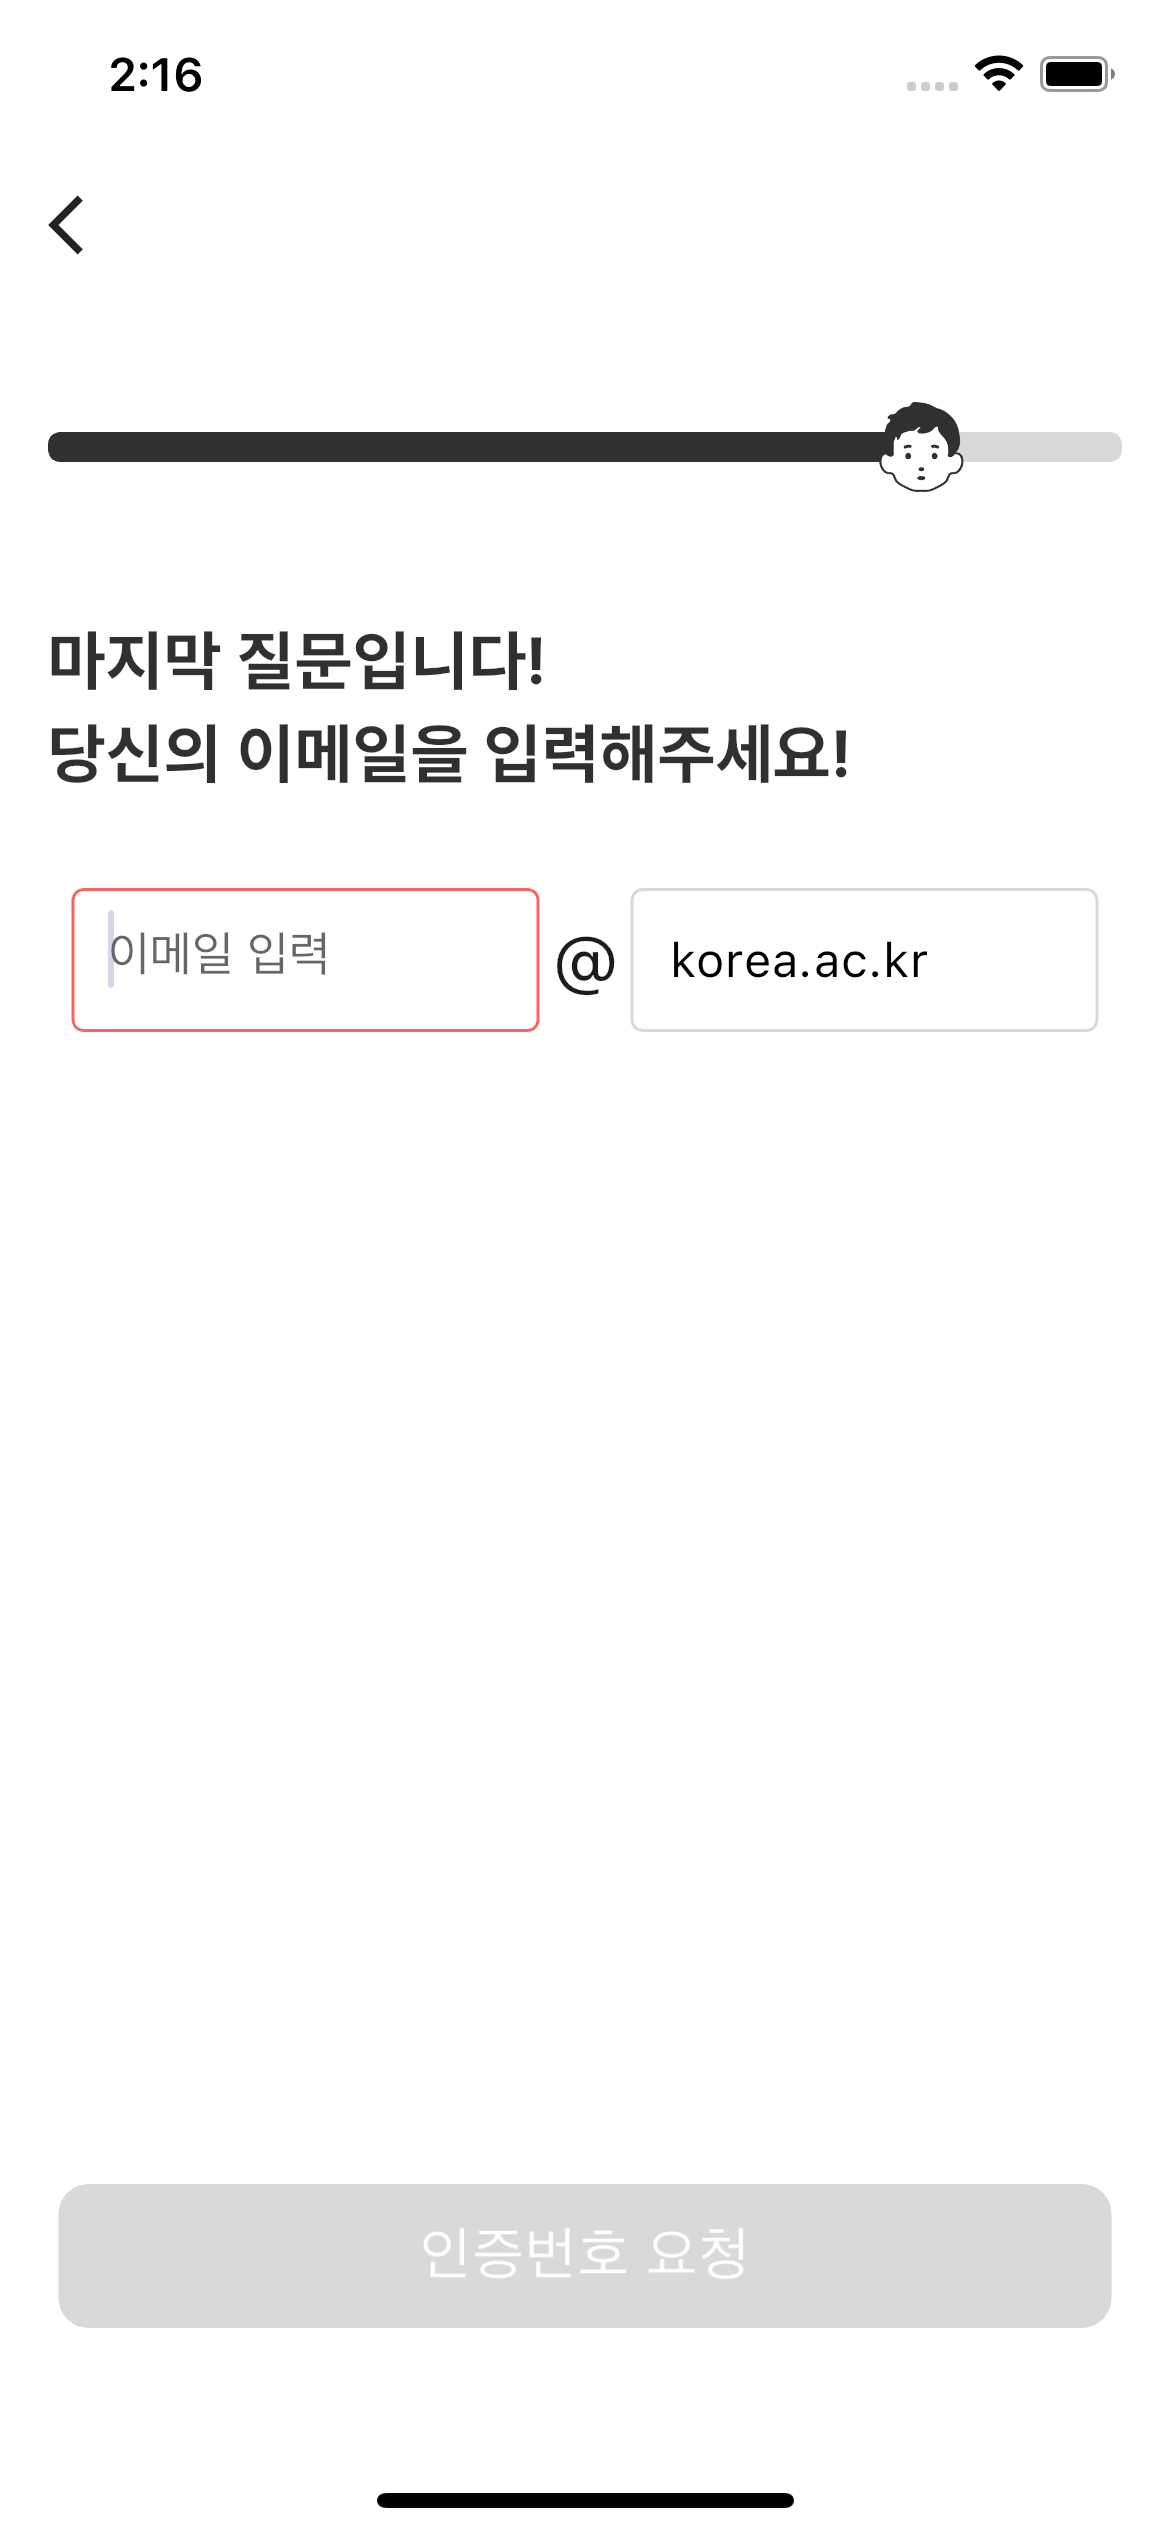 2:16
마지막 질문입니다!
당신의 이메일을 입력해주세요!
이메일 입력 @ korea.ac.kr
인증번호 요청